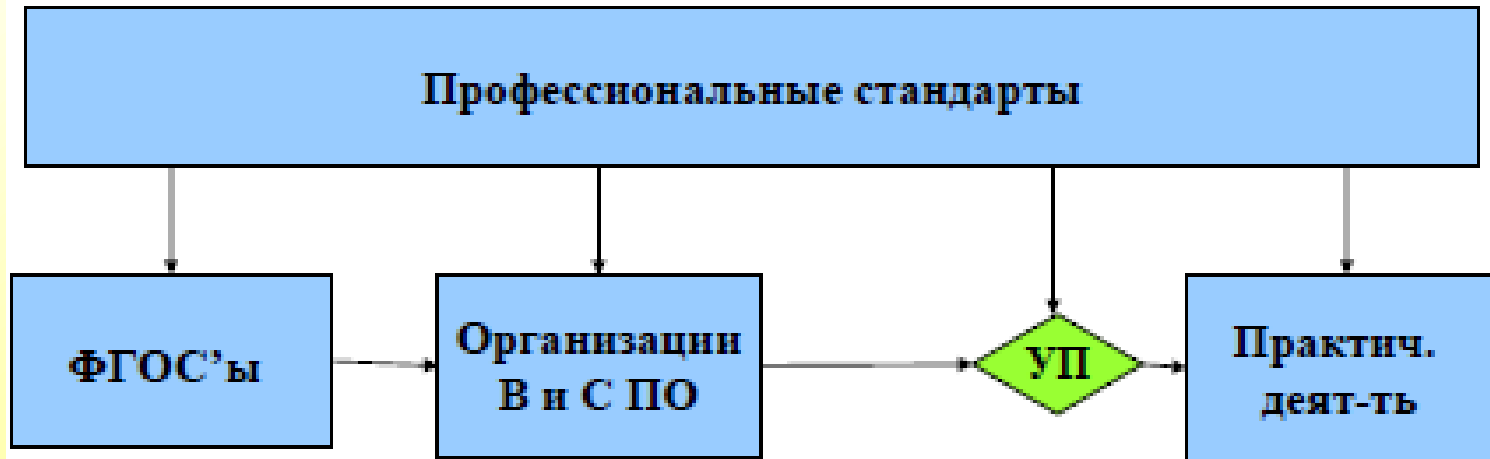 Профессиональные стандарты
ФГОС’ы
Организации
В и С ПО
УП
Практич.
деят-ть